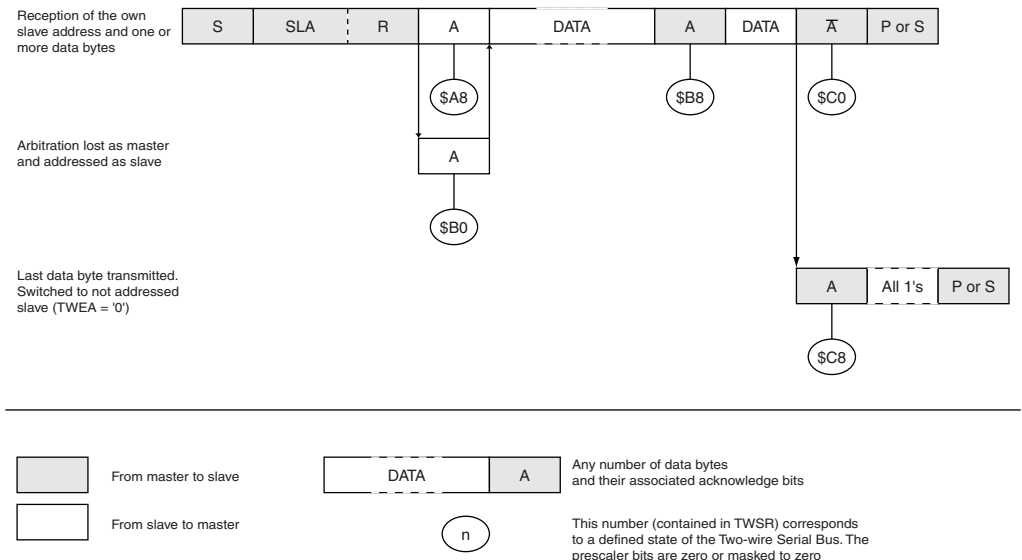 Reception of the own
slave address and one or
more data bytes
S SLA R A DATA A DATA A̅ P or S
$A8 $B8 $C0
Arbitration lost as master
and addressed as slave
A
$B0
Last data byte transmitted.
Switched to not addressed
slave (TWEA = '0')
A All 1's P or S
$C8
From master to slave
DATA A
Any number of data bytes
and their associated acknowledge bits
From slave to master
n
This number (contained in TWSR) corresponds
to a defined state of the Two-wire Serial Bus. The
prescaler bits are zero or masked to zero